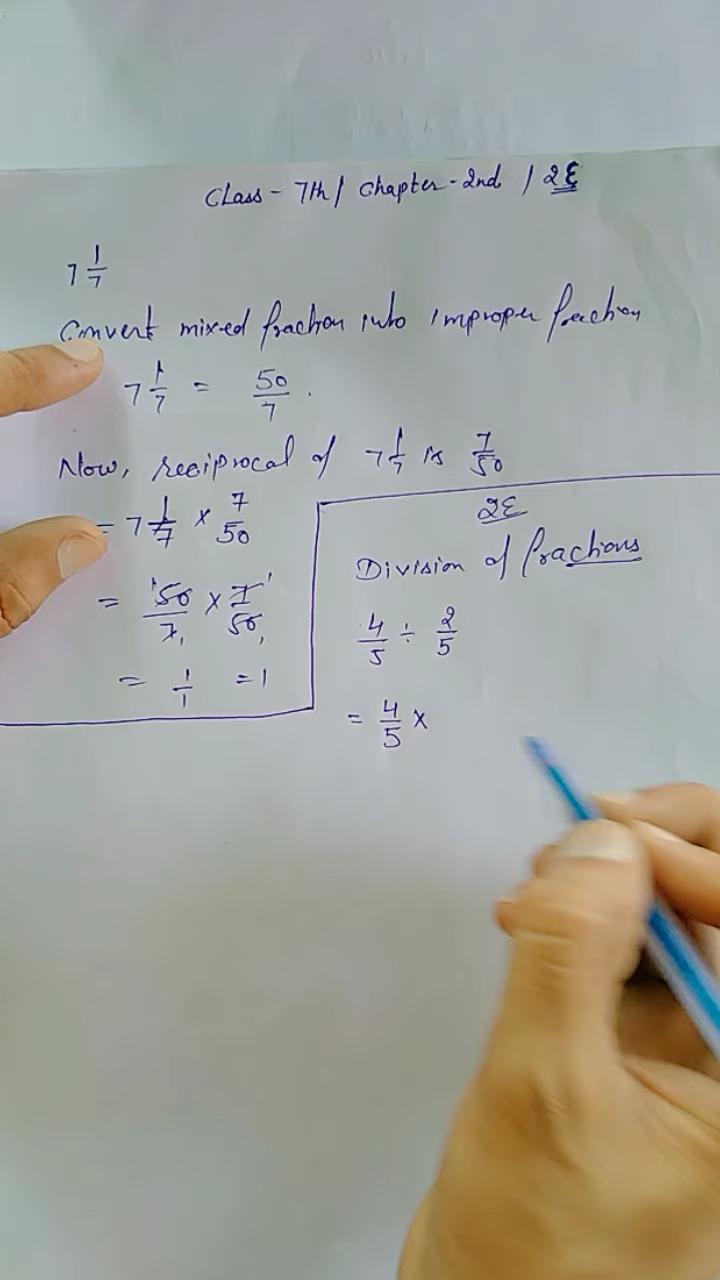 Class - 7th / Chapter - 2nd / 2E
7 1/7
Convert mixed fraction into improper fraction
7 1/7 = 50/7 .
Now, reciprocal of 7 1/7 is 7/50
= 7 1/7 × 7/50
= 50/7 × 7/50
= 1/1 = 1
2E
Division of fractions
4/5 ÷ 2/5
= 4/5 ×